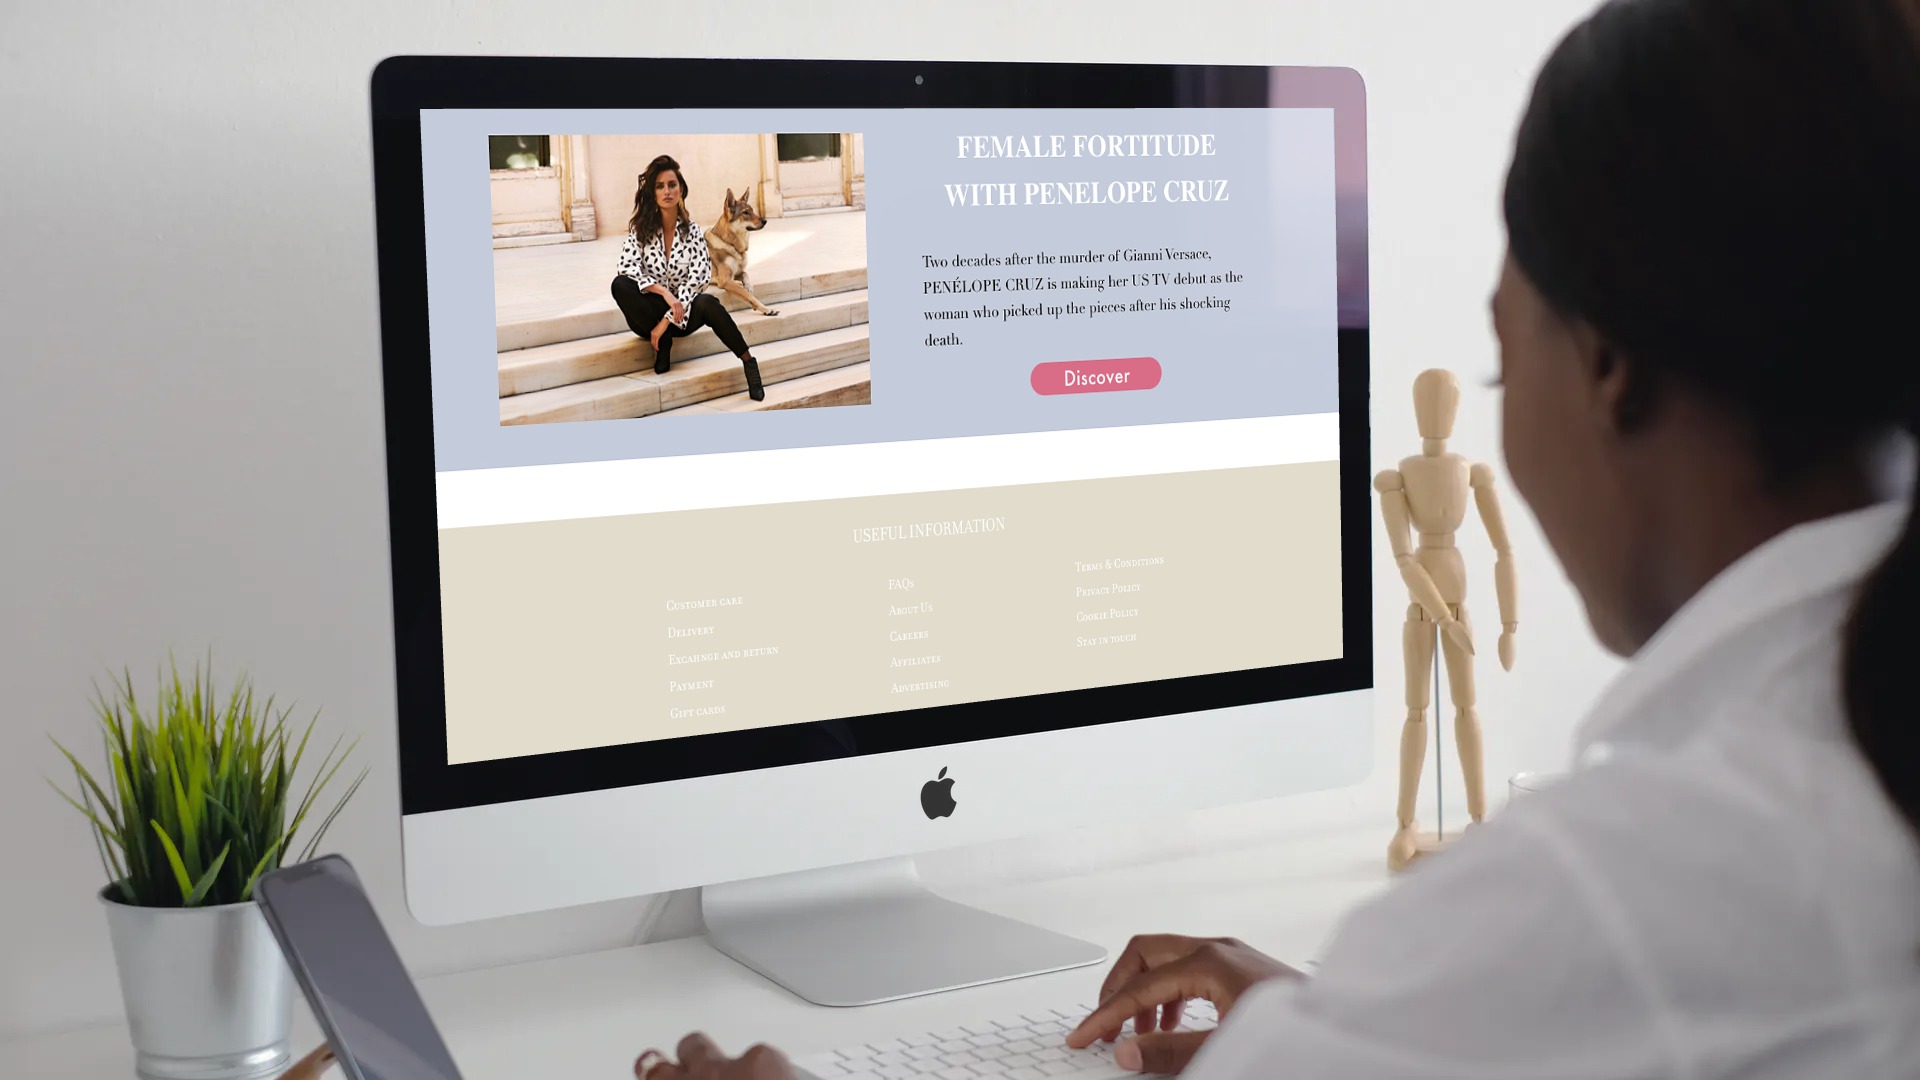 FEMALE FORTITUDE
WITH PENELOPE CRUZ
Two decades after the murder of Gianni Versace,
PENÉLOPE CRUZ is making her US TV debut as the
woman who picked up the pieces after his shocking
death.
Discover
USEFUL INFORMATION
Customer care
Delivery
Excahnge and return
Payment
Gift cards
FAQs
About Us
Careers
Affiliates
Advertising
Terms & Conditions
Privacy Policy
Cookie Policy
Stay in touch